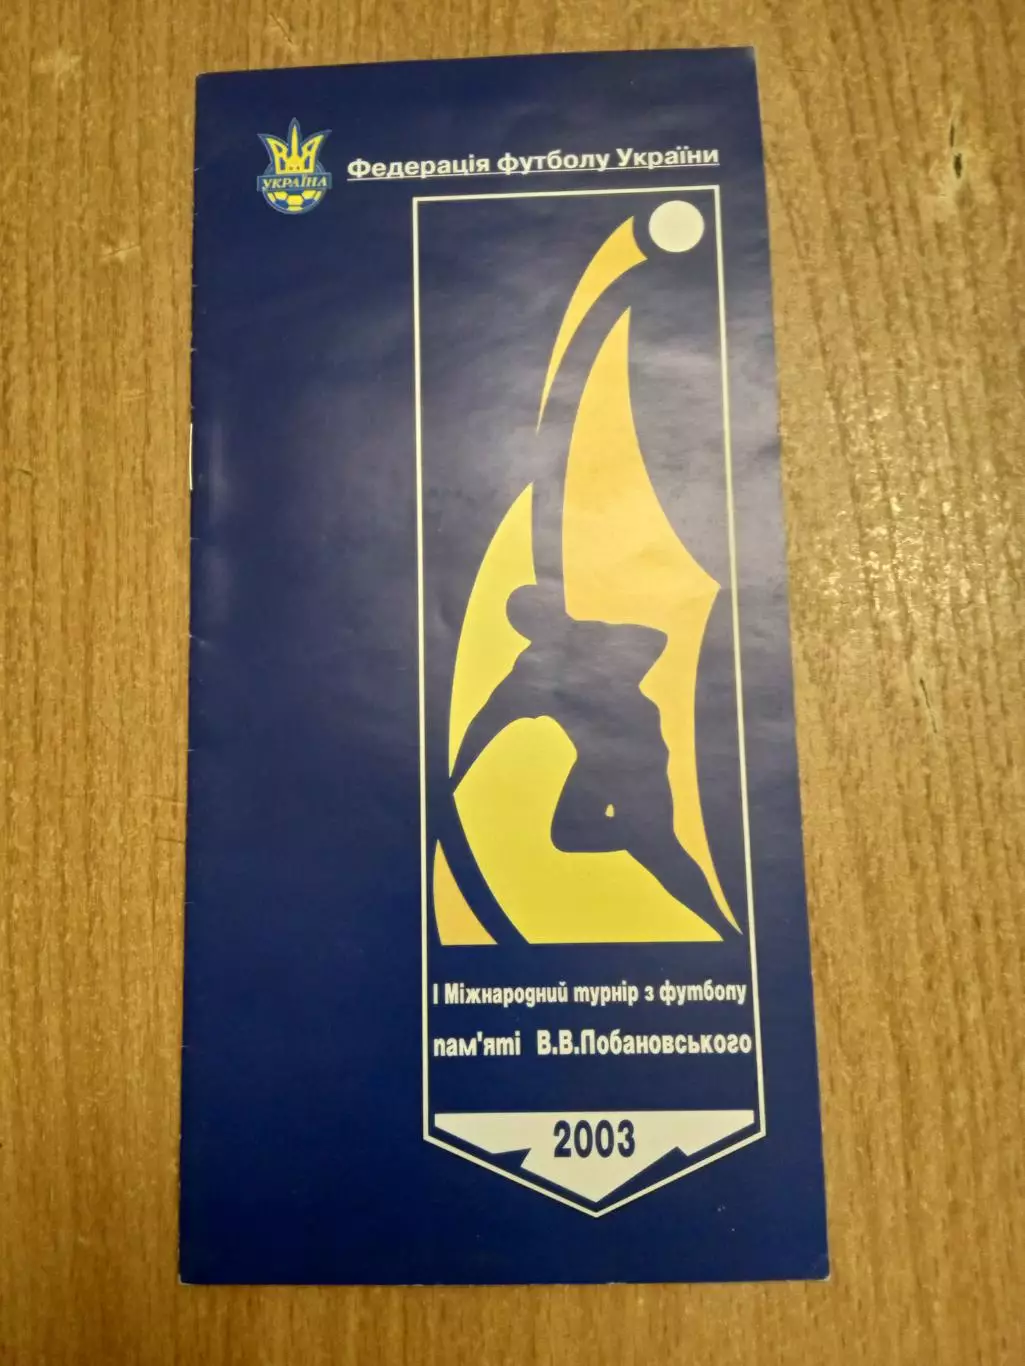 УКРАЇНА
Федерація футболу України
І Міжнародний турнір з футболу
пам'яті В.В.Лобановського
2003